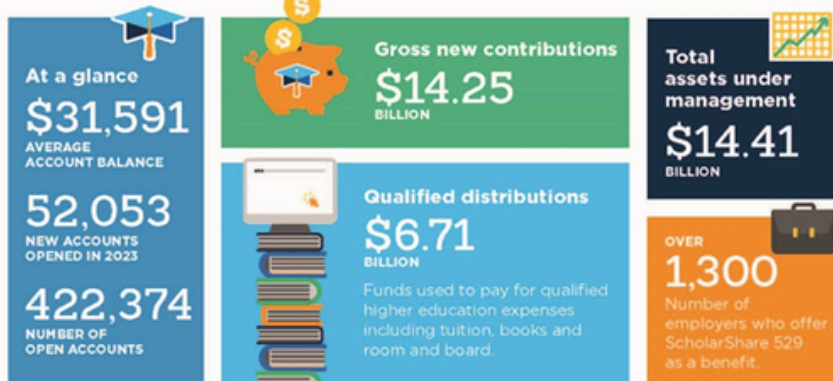 At a glance
$31,591
AVERAGE
ACCOUNT BALANCE
52,053
NEW ACCOUNTS
OPENED IN 2023
422,374
NUMBER OF
OPEN ACCOUNTS
$
$
Gross new contributions
$14.25
BILLION
Qualified distributions
$6.71
BILLION
Funds used to pay for qualified
higher education expenses
including tuition, books and
room and board.
Total
assets under
management
$14.41
BILLION
OVER
1,300
Number of
employers who offer
ScholarShare 529
as a benefit.